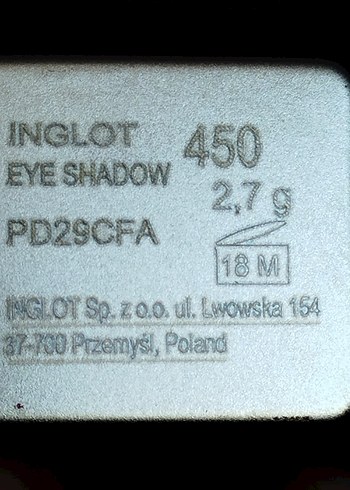 INGLOT 450
EYE SHADOW
2,7 g
PD29CFA
18 M
INGLOT Sp. z o.o. ul. Lwowska 154
37-700 Przemyśl, Poland